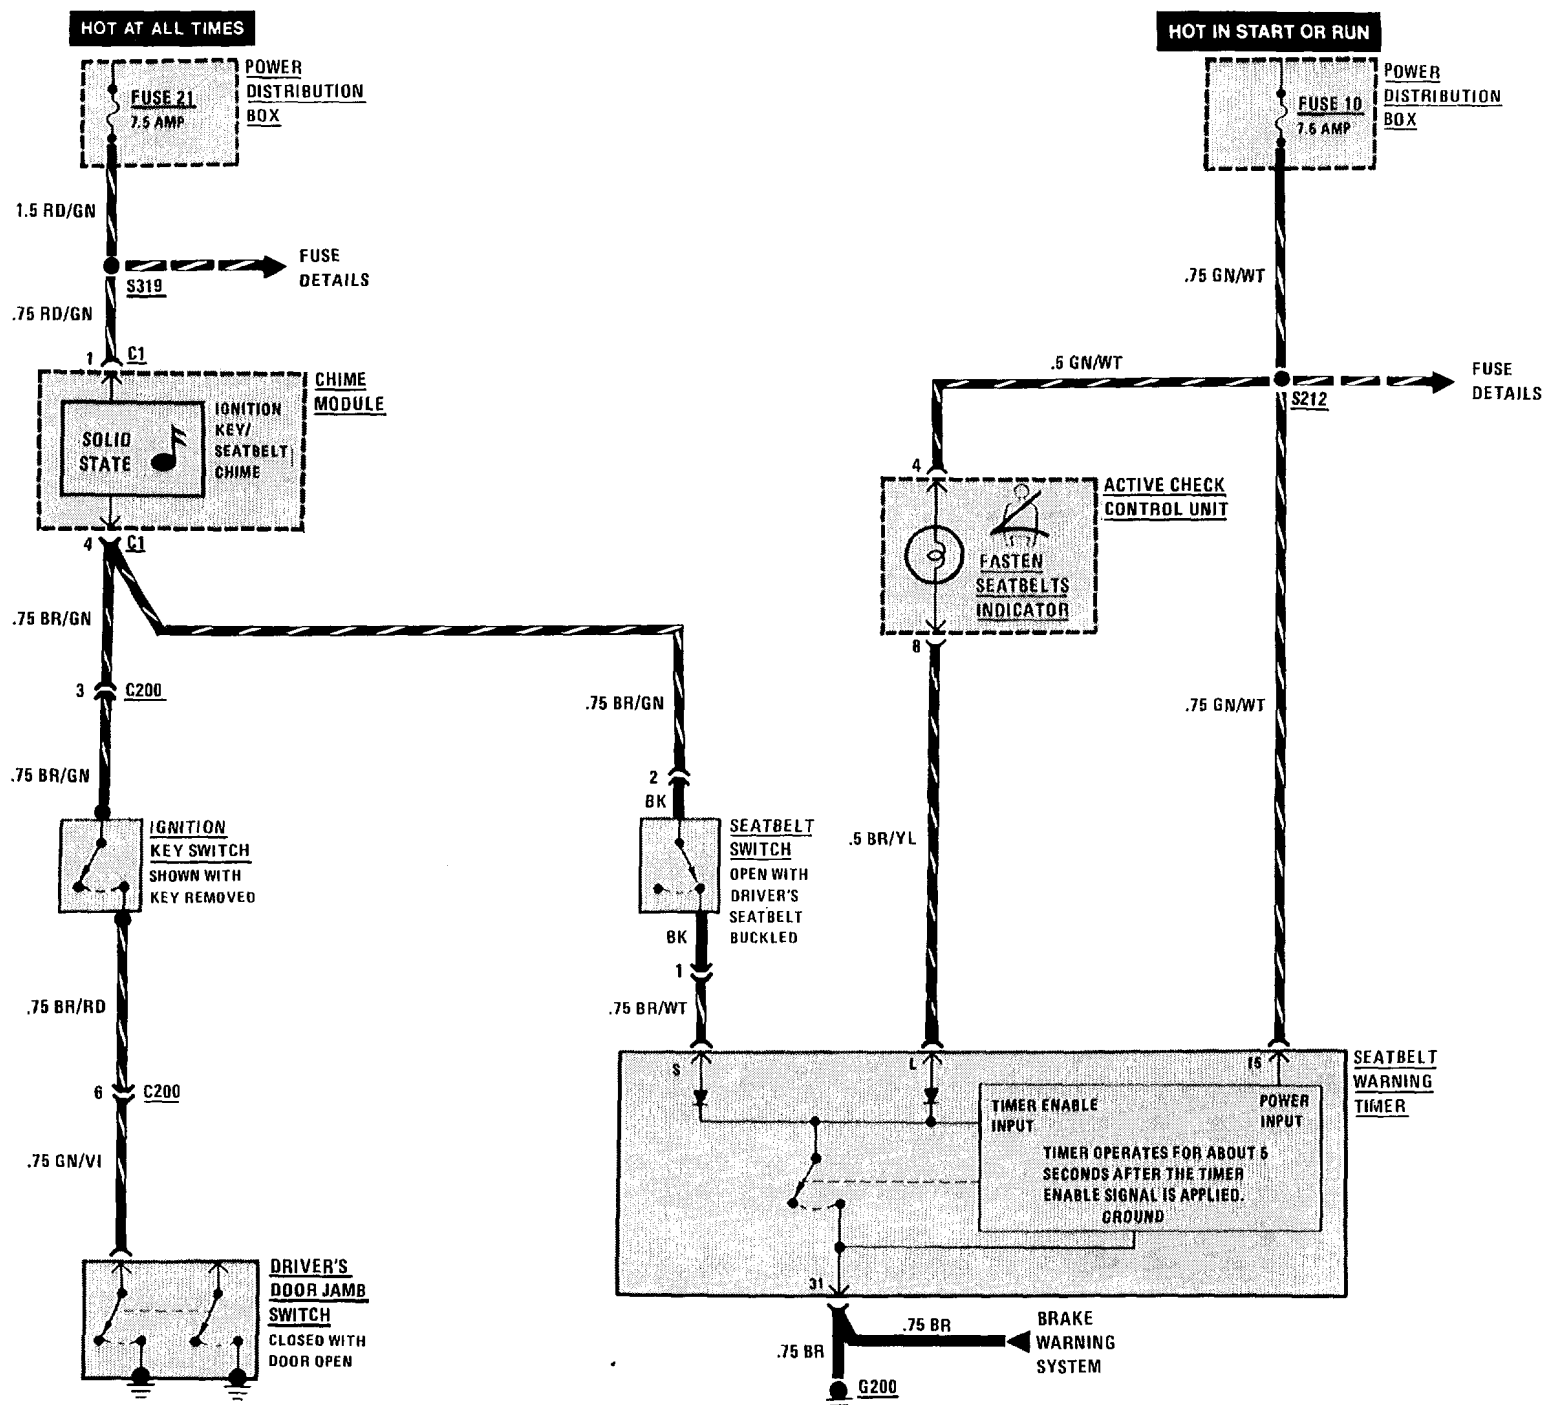 HOT AT ALL TIMES
POWER
DISTRIBUTION
BOX
FUSE 21
7.5 AMP
1.5 RD/GN
FUSE
DETAILS
S319
.75 RD/GN
1
C1
CHIME
MODULE
IGNITION
KEY/
SEATBELT
CHIME
SOLID
STATE
4
C1
.75 BR/GN
3
C200
.75 BR/GN
IGNITION
KEY SWITCH
SHOWN WITH
KEY REMOVED
.75 BR/RD
6
C200
.75 GN/VI
DRIVER'S
DOOR JAMB
SWITCH
CLOSED WITH
DOOR OPEN
.75 BR/GN
2
BK
SEATBELT
SWITCH
OPEN WITH
DRIVER'S
SEATBELT
BUCKLED
BK
1
.75 BR/WT
HOT IN START OR RUN
POWER
DISTRIBUTION
BOX
FUSE 10
7.5 AMP
.75 GN/WT
.5 GN/WT
FUSE
DETAILS
S212
4
ACTIVE CHECK
CONTROL UNIT
FASTEN
SEATBELTS
INDICATOR
8
.75 GN/WT
.5 BR/YL
S
L
15
SEATBELT
WARNING
TIMER
TIMER ENABLE
INPUT
POWER
INPUT
TIMER OPERATES FOR ABOUT 6
SECONDS AFTER THE TIMER
ENABLE SIGNAL IS APPLIED.
GROUND
31
.75 BR
.75 BR
BRAKE
WARNING
SYSTEM
G200